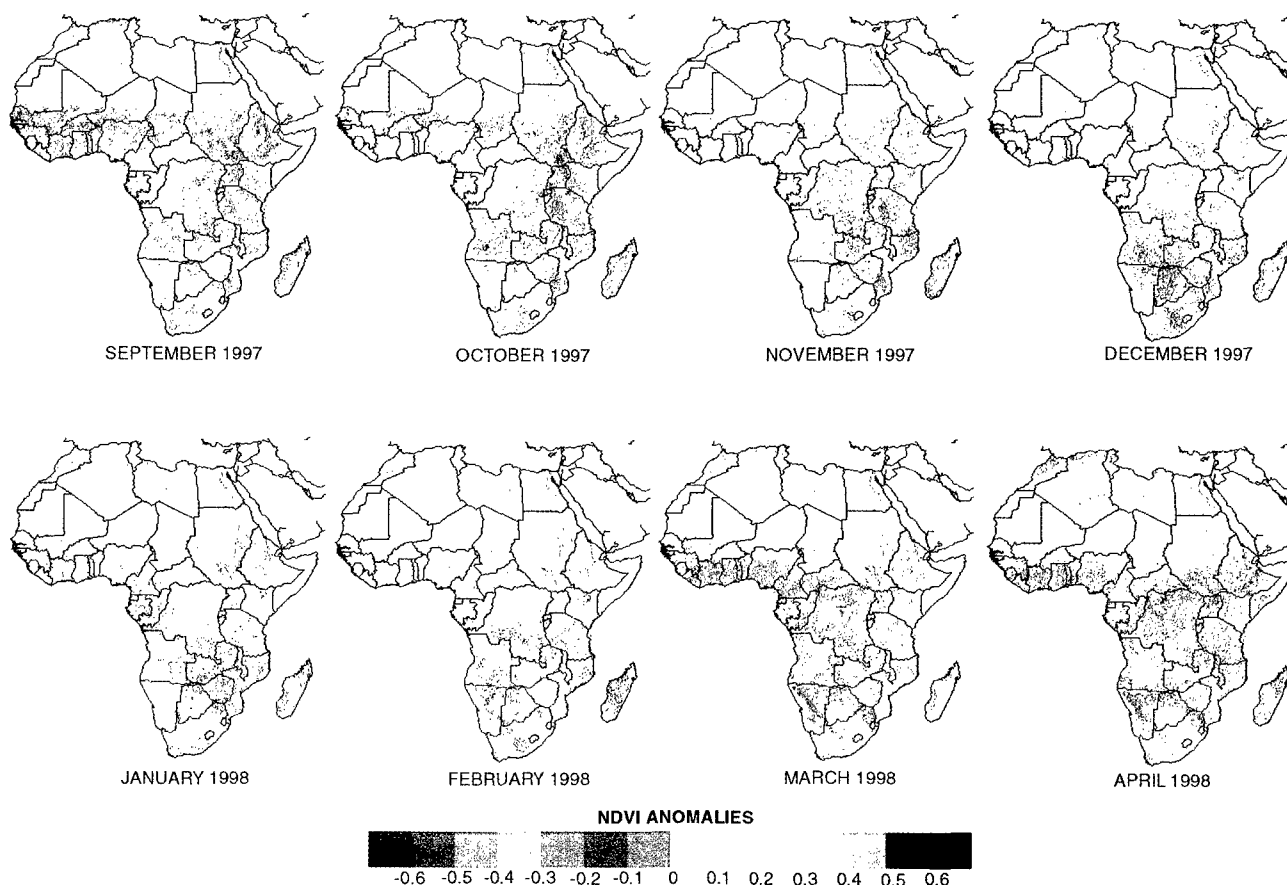 SEPTEMBER 1997
OCTOBER 1997
NOVEMBER 1997
DECEMBER 1997
JANUARY 1998
FEBRUARY 1998
MARCH 1998
APRIL 1998
NDVI ANOMALIES
-0.6 -0.5 -0.4 -0.3 -0.2 -0.1 0 0.1 0.2 0.3 0.4 0.5 0.6